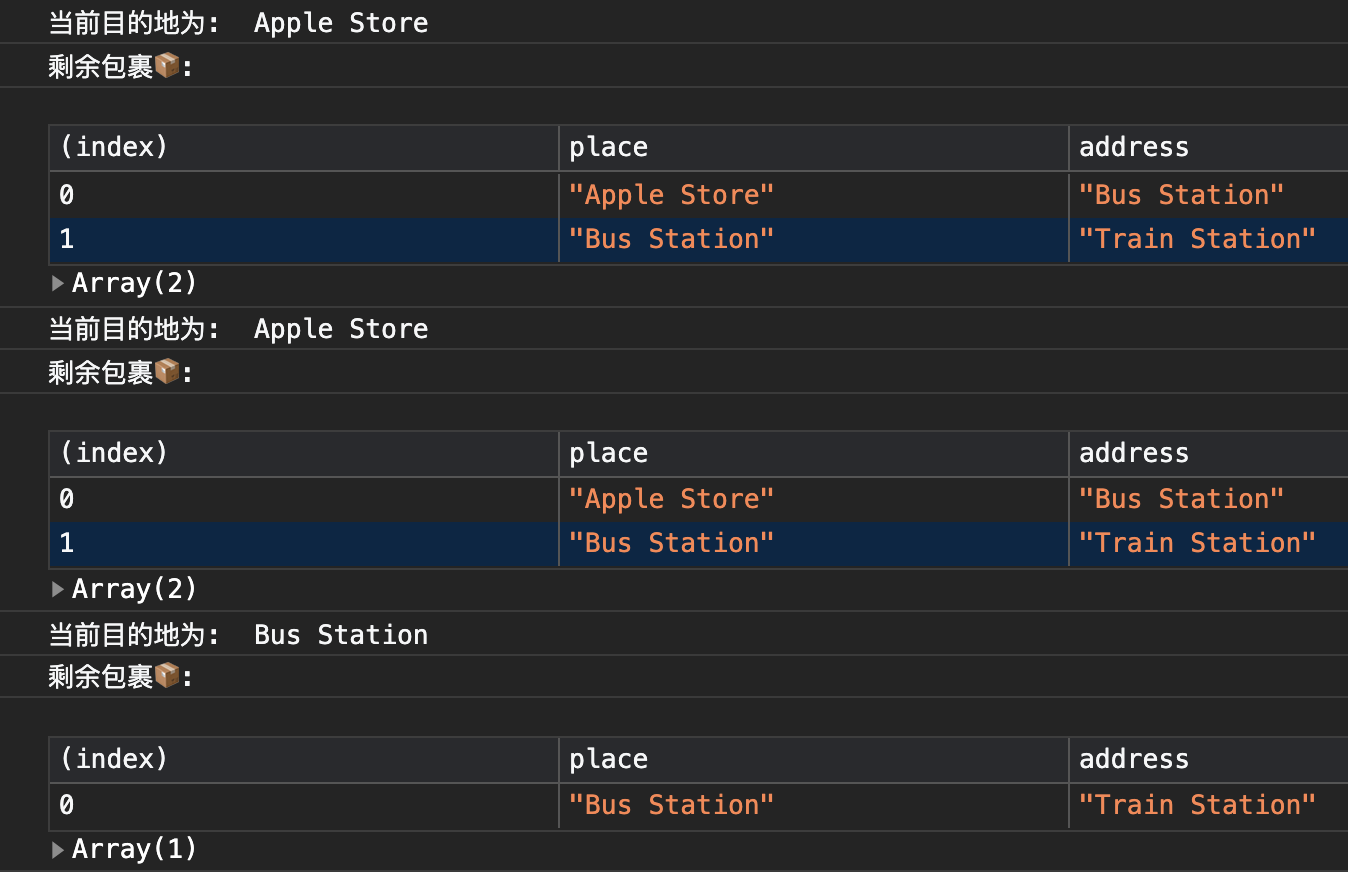 当前目的地为:  Apple Store
剩余包裹📦:
(index) place address
0 "Apple Store" "Bus Station"
1 "Bus Station" "Train Station"
▶Array(2)
当前目的地为:  Apple Store
剩余包裹📦:
(index) place address
0 "Apple Store" "Bus Station"
1 "Bus Station" "Train Station"
▶Array(2)
当前目的地为:  Bus Station
剩余包裹📦:
(index) place address
0 "Bus Station" "Train Station"
▶Array(1)